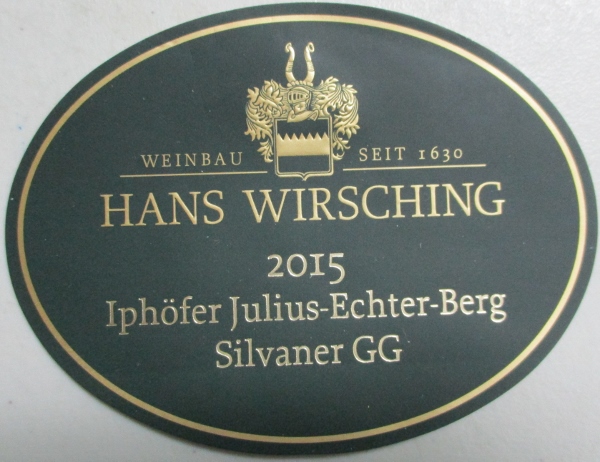 WEINBAU SEIT 1630
HANS WIRSCHING
2015
Iphöfer Julius-Echter-Berg
Silvaner GG